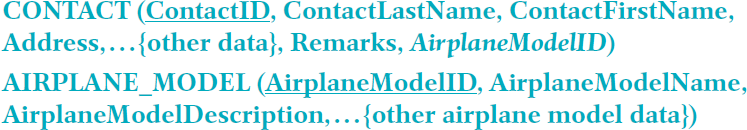 CONTACT (ContactID, ContactLastName, ContactFirstName,
Address,…{other data}, Remarks, AirplaneModelID)
AIRPLANE_MODEL (AirplaneModelID, AirplaneModelName,
AirplaneModelDescription,…{other airplane model data})